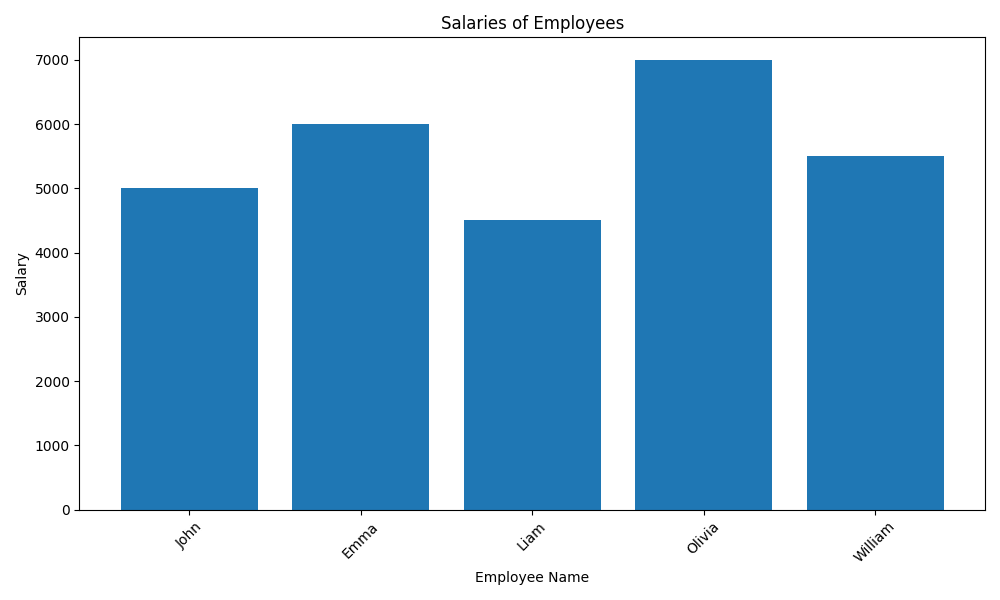 Salaries of Employees
7000
6000
5000
4000
3000
2000
1000
0
Salary
John
Emma
Liam
Olivia
William
Employee Name